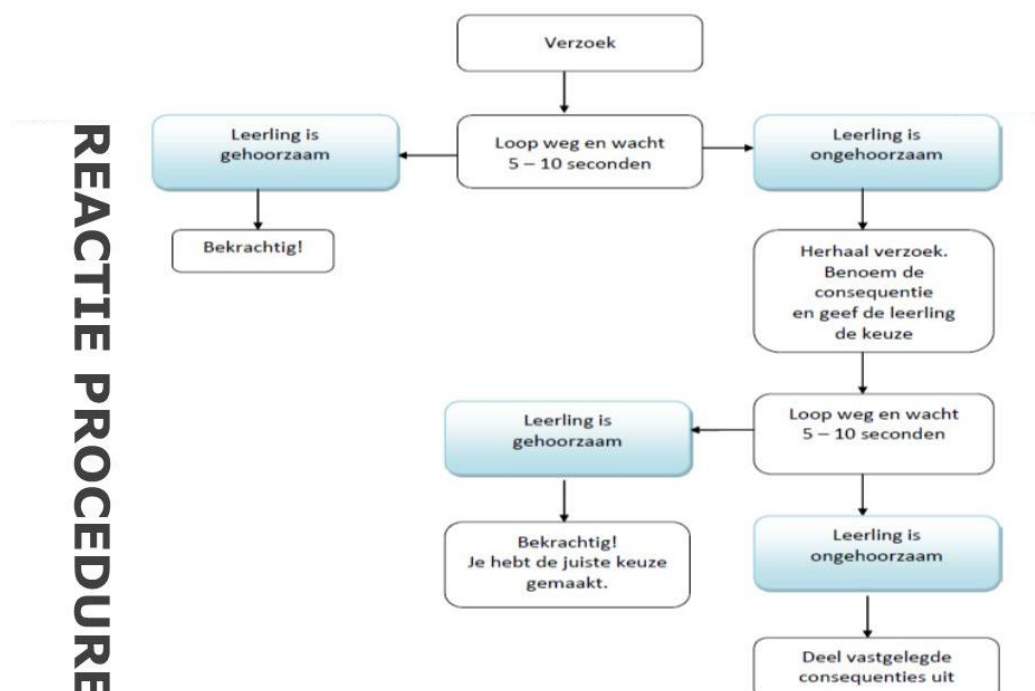 REACTIE PROCEDURE
Verzoek
Loop weg en wacht
5 – 10 seconden
Leerling is
gehoorzaam
Bekrachtig!
Leerling is
ongehoorzaam
Herhaal verzoek.
Benoem de
consequentie
en geef de leerling
de keuze
Loop weg en wacht
5 – 10 seconden
Leerling is
gehoorzaam
Bekrachtig!
Je hebt de juiste keuze
gemaakt.
Leerling is
ongehoorzaam
Deel vastgelegde
consequenties uit